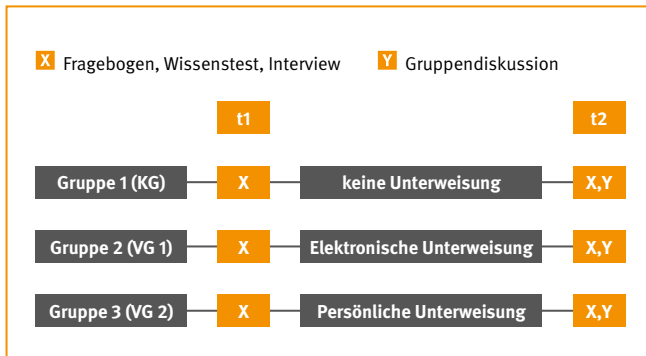 X Fragebogen, Wissenstest, Interview Y Gruppendiskussion
t1 t2
Gruppe 1 (KG) X keine Unterweisung X,Y
Gruppe 2 (VG 1) X Elektronische Unterweisung X,Y
Gruppe 3 (VG 2) X Persönliche Unterweisung X,Y